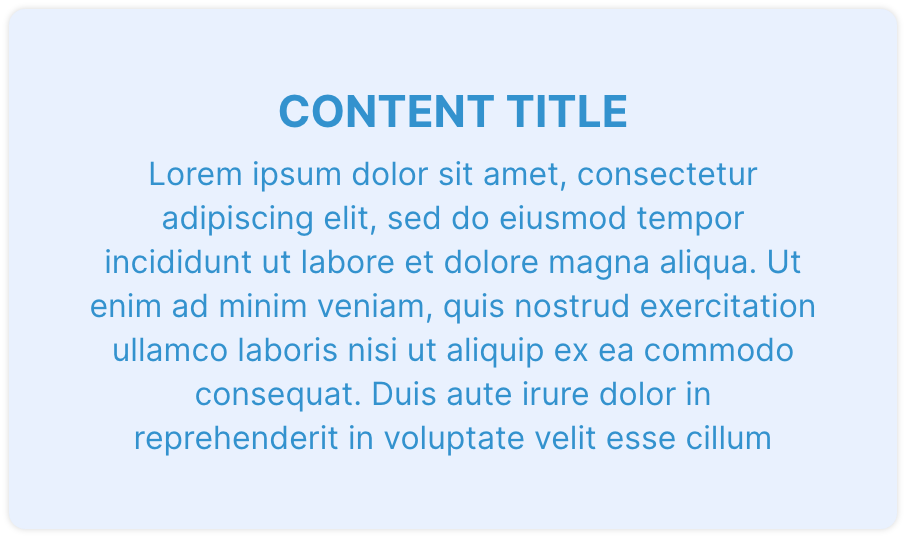 CONTENT TITLE
Lorem ipsum dolor sit amet, consectetur
adipiscing elit, sed do eiusmod tempor
incididunt ut labore et dolore magna aliqua. Ut
enim ad minim veniam, quis nostrud exercitation
ullamco laboris nisi ut aliquip ex ea commodo
consequat. Duis aute irure dolor in
reprehenderit in voluptate velit esse cillum